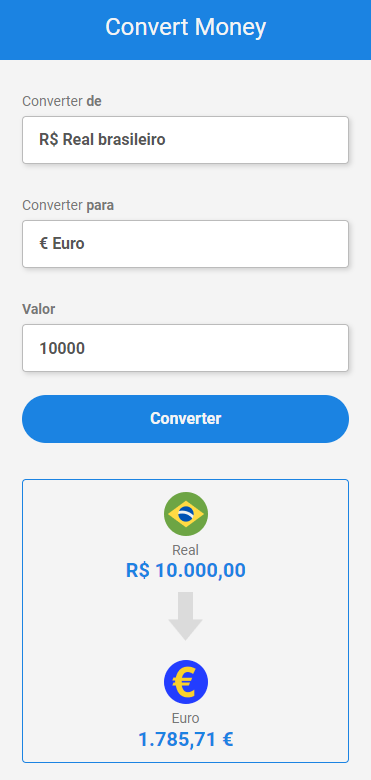 Convert Money
Converter de
R$ Real brasileiro
Converter para
€ Euro
Valor
10000
Converter
Real
R$ 10.000,00
€
Euro
1.785,71 €